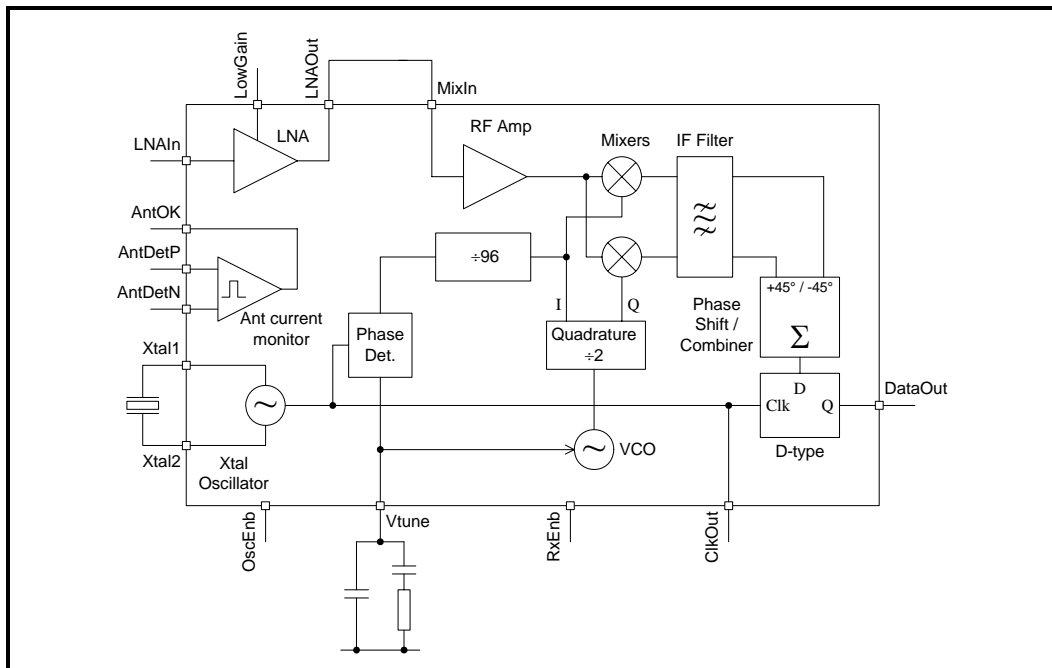 LowGain
LNAOut
MixIn
LNAIn
LNA
RF Amp
Mixers
IF Filter
AntOK
AntDetP
AntDetN
Ant current
monitor
÷96
I
Q
Phase
Det.
Quadrature
÷2
Phase
Shift /
Combiner
+45° / -45°
Σ
Xtal1
Xtal2
Xtal
Oscillator
VCO
D
Clk
Q
D-type
DataOut
OscEnb
Vtune
RxEnb
ClkOut